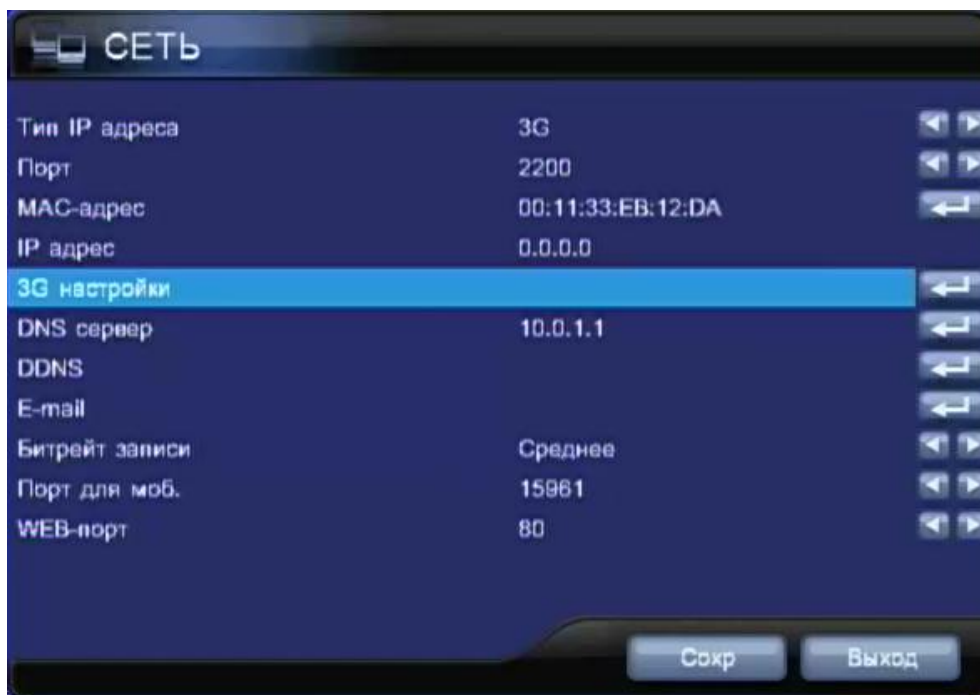 СЕТЬ
Тип IP адреса 3G
Порт 2200
MAC-адрес 00:11:33:EB:12:DA
IP адрес 0.0.0.0
3G настройки
DNS сервер 10.0.1.1
DDNS
E-mail
Битрейт записи Среднее
Порт для моб. 15961
WEB-порт 80
Сохр Выход